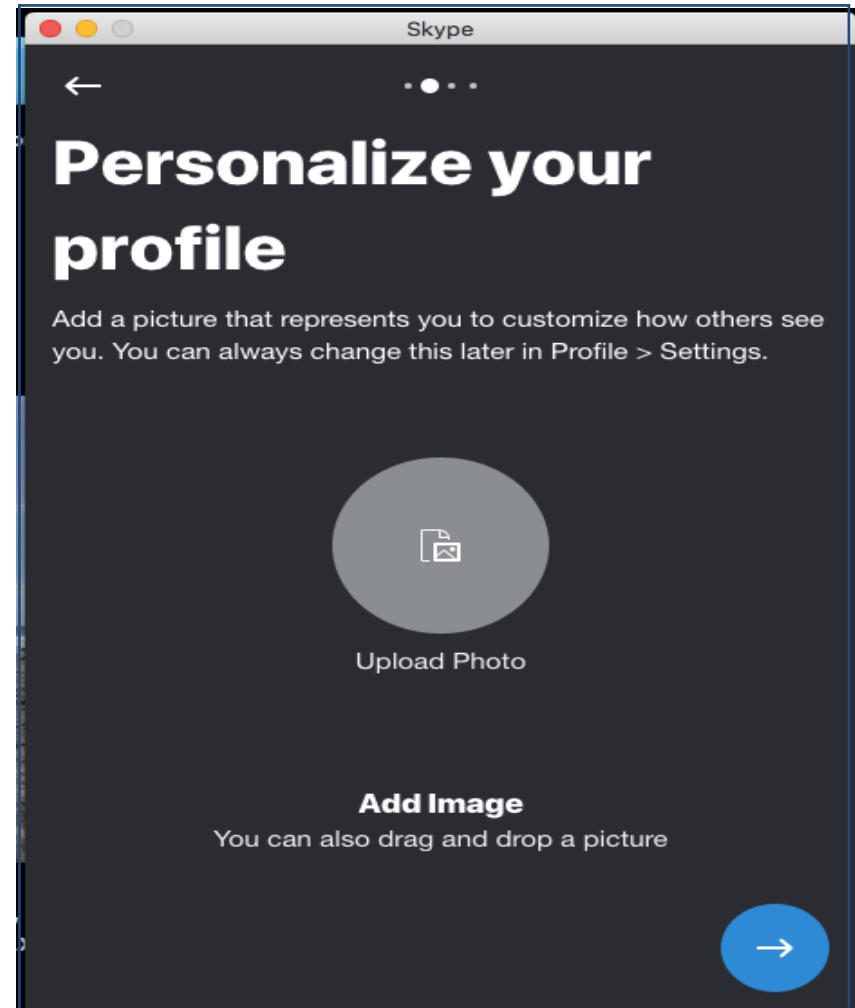 Skype
Personalize your
profile
Add a picture that represents you to customize how others see
you. You can always change this later in Profile > Settings.
Upload Photo
Add Image
You can also drag and drop a picture